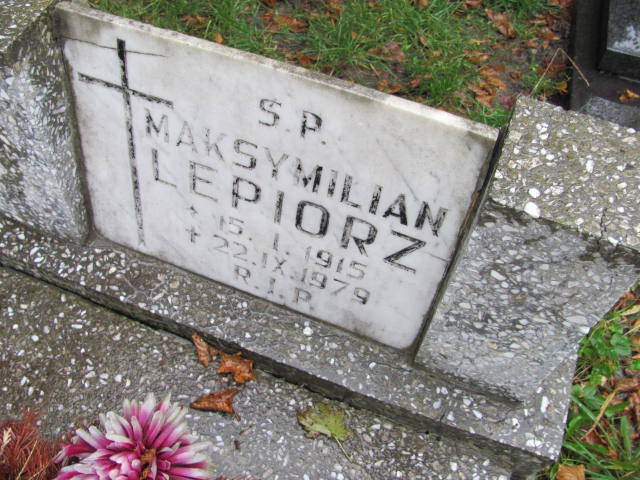 S.P.
MAKSYMILIAN
LEPIORZ
* 15. I. 1915
+ 22.IX.1979
R.I.P.